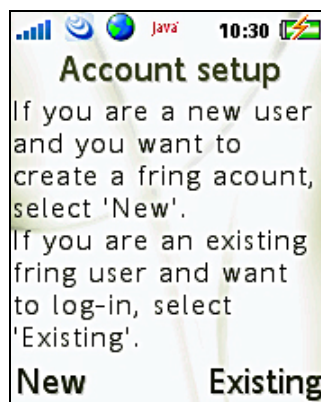 Java 10:30
Account setup
If you are a new user
and you want to
create a fring acount,
select 'New'.
If you are an existing
fring user and want
to log-in, select
'Existing'.
New Existing